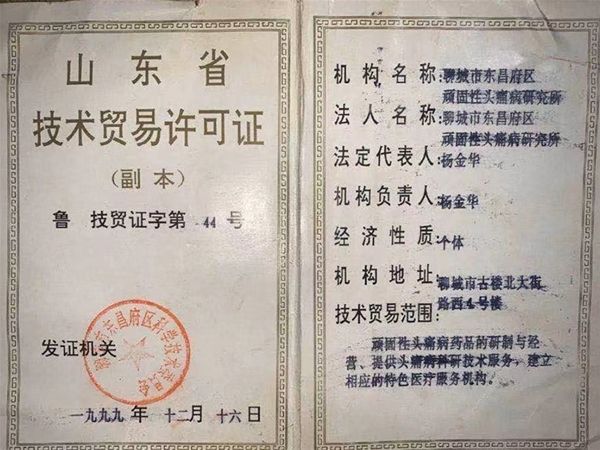 山东省
技术贸易许可证
(副本)
鲁 技贸证字第 44 号
发证机关
东昌府区科学技术
一九九九 年 十二 月 十六 日
机构名称:聊城市东昌府区
顽固性头痛病研究所
法人名称:聊城市东昌府区
顽固性头痛病研究所
法定代表人:杨金华
机构负责人:杨金华
经济性质:个体
机构地址:聊城市古楼北大街
路西4号楼
技术贸易范围:
顽固性头痛病药品的研制与经
营、提供头痛病科研技术服务,建立
相应的特色医疗服务机构。